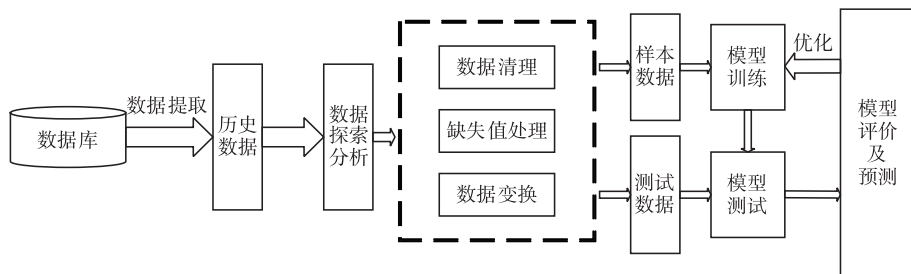 数据库
数据提取
历史
数据
数据
探索
分析
数据清理
缺失值处理
数据变换
样本
数据
测试
数据
模型
训练
模型
测试
优化
模型
评价
及
预测